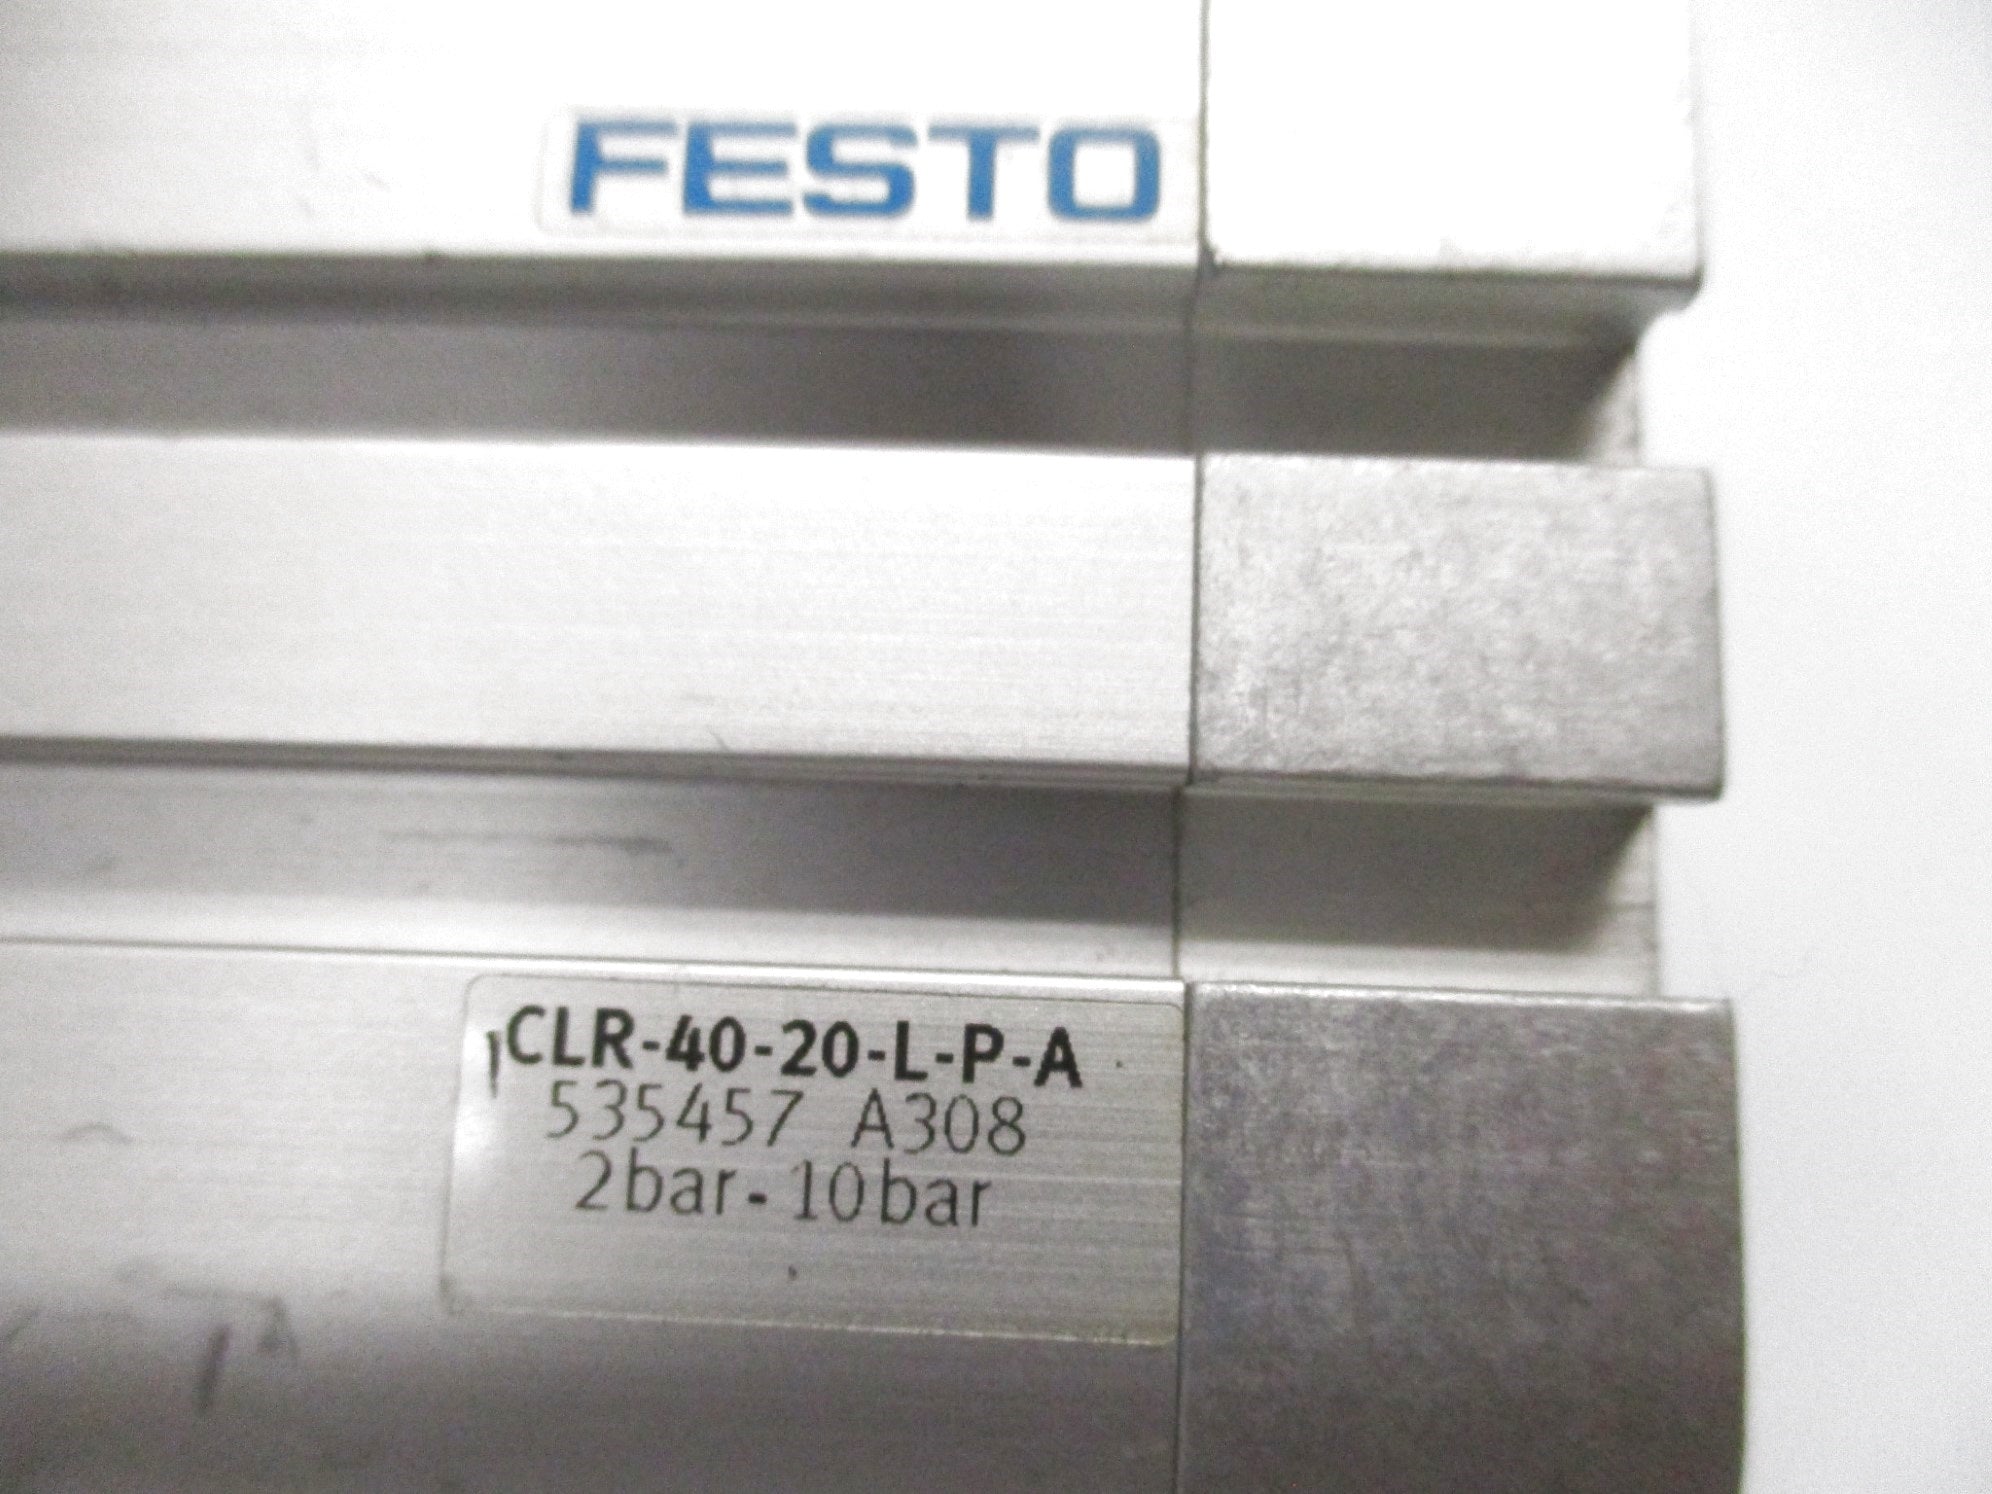 FESTO
CLR-40-20-L-P-A
535457 A308
2bar-10bar